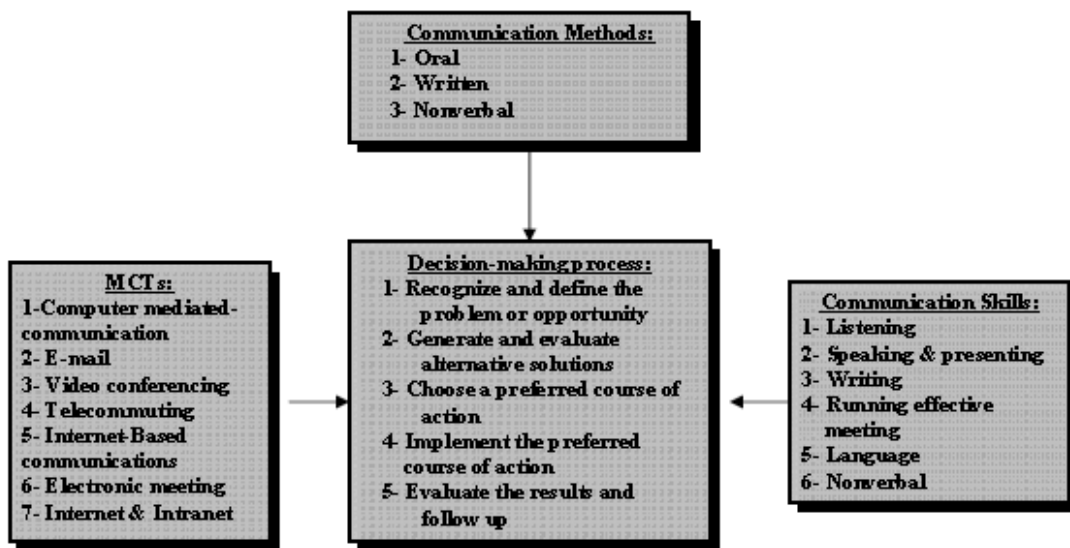 Communication Methods:
1- Oral
2- Written
3- Nonverbal
MCTs:
1-Computer mediated-
communication
2- E-mail
3- Video conferencing
4- Telecommuting
5- Internet-Based
communications
6- Electronic meeting
7- Internet & Intranet
Decision-making process:
1- Recognize and define the
problem or opportunity
2- Generate and evaluate
alternative solutions
3- Choose a preferred course of
action
4- Implement the preferred
course of action
5- Evaluate the results and
follow up
Communication Skills:
1- Listening
2- Speaking & presenting
3- Writing
4- Running effective
meeting
5- Language
6- Nonverbal